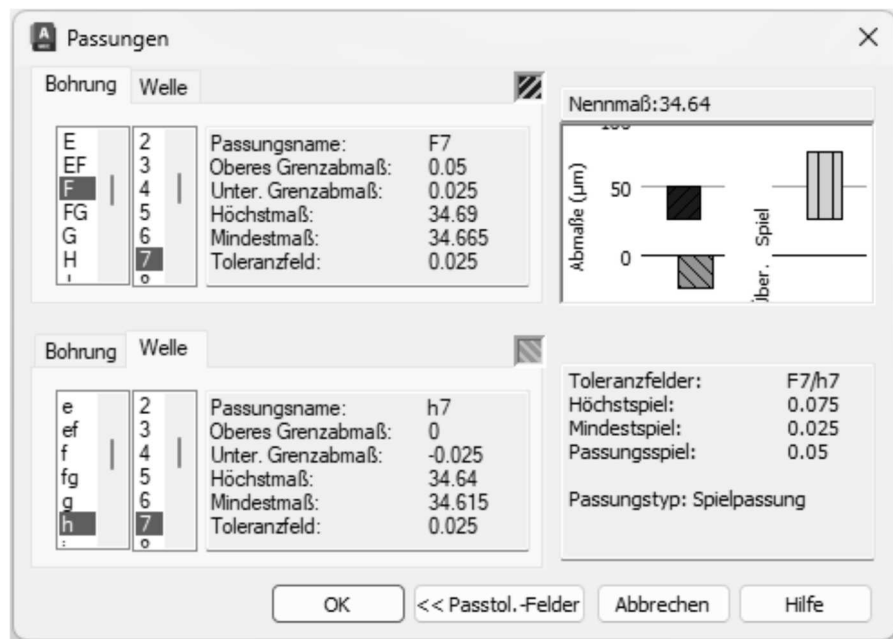 Passungen
Bohrung Welle
E 2
EF 3
F 4
FG 5
G 6
H 7
Passungsname: F7
Oberes Grenzabmaß: 0.05
Unter. Grenzabmaß: 0.025
Höchstmaß: 34.69
Mindestmaß: 34.665
Toleranzfeld: 0.025
Nennmaß:34.64
Abmaße (µm)
50
0
Über. Spiel
Bohrung Welle
e 2
ef 3
f 4
fg 5
g 6
h 7
Passungsname: h7
Oberes Grenzabmaß: 0
Unter. Grenzabmaß: -0.025
Höchstmaß: 34.64
Mindestmaß: 34.615
Toleranzfeld: 0.025
Toleranzfelder: F7/h7
Höchstspiel: 0.075
Mindestspiel: 0.025
Passungsspiel: 0.05
Passungstyp: Spielpassung
OK << Passtol.-Felder Abbrechen Hilfe